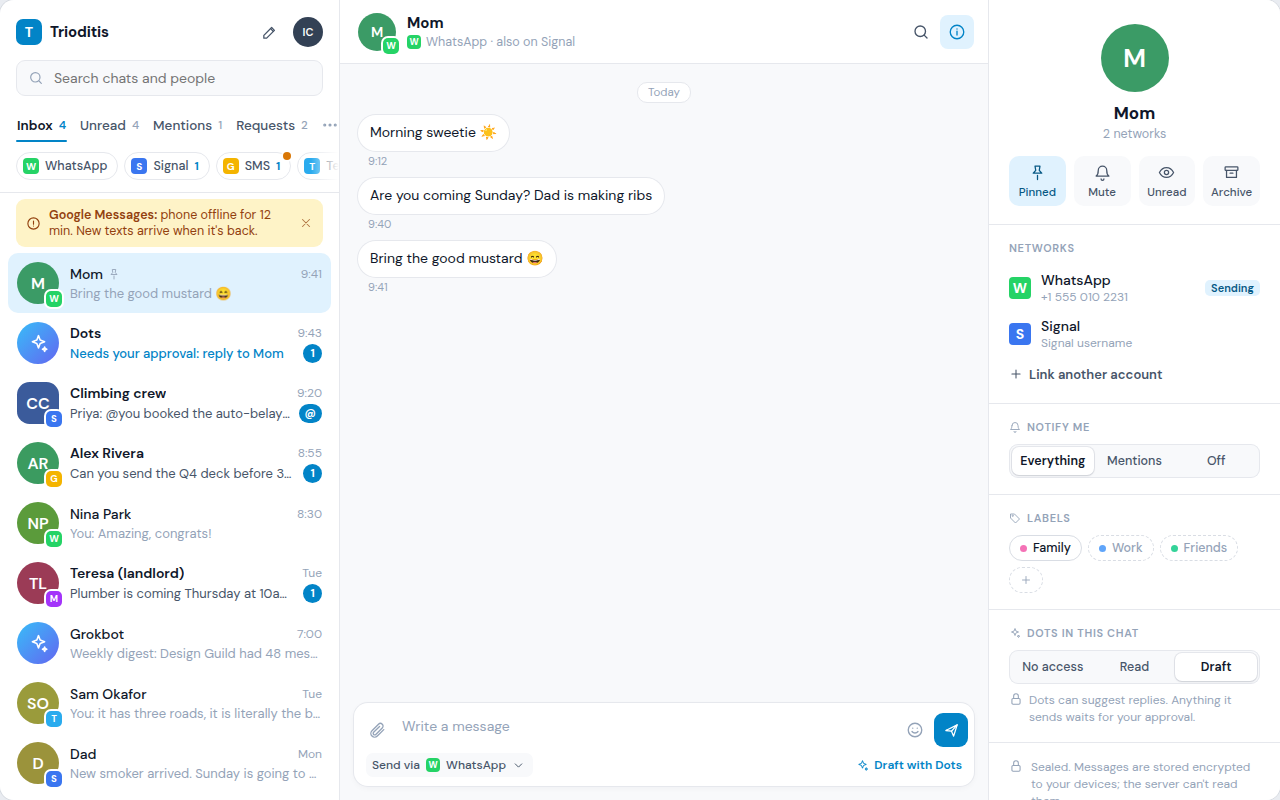 T Trioditis
IC
Search chats and people
Inbox 4 Unread 4 Mentions 1 Requests 2
W WhatsApp S Signal 1 G SMS 1 T
Google Messages: phone offline for 12
min. New texts arrive when it's back.
M W Mom 9:41
Bring the good mustard 😄
Dots 9:43
Needs your approval: reply to Mom 1
CC S Climbing crew 9:20
Priya: @you booked the auto-belay… @
AR G Alex Rivera 8:55
Can you send the Q4 deck before 3… 1
NP W Nina Park 8:30
You: Amazing, congrats!
TL M Teresa (landlord) Tue
Plumber is coming Thursday at 10a… 1
Grokbot 7:00
Weekly digest: Design Guild had 48 mes…
SO T Sam Okafor Tue
You: it has three roads, it is literally the b…
D S Dad Mon
New smoker arrived. Sunday is going to …
M W Mom
W WhatsApp · also on Signal
Today
Morning sweetie ☀️
9:12
Are you coming Sunday? Dad is making ribs
9:40
Bring the good mustard 😄
9:41
Write a message
Send via W WhatsApp
Draft with Dots
M
Mom
2 networks
Pinned Mute Unread Archive
NETWORKS
W WhatsApp
+1 555 010 2231
Sending
S Signal
Signal username
+ Link another account
NOTIFY ME
Everything Mentions Off
LABELS
Family Work Friends
+
DOTS IN THIS CHAT
No access Read Draft
Dots can suggest replies. Anything it
sends waits for your approval.
Sealed. Messages are stored encrypted
to your devices; the server can't read